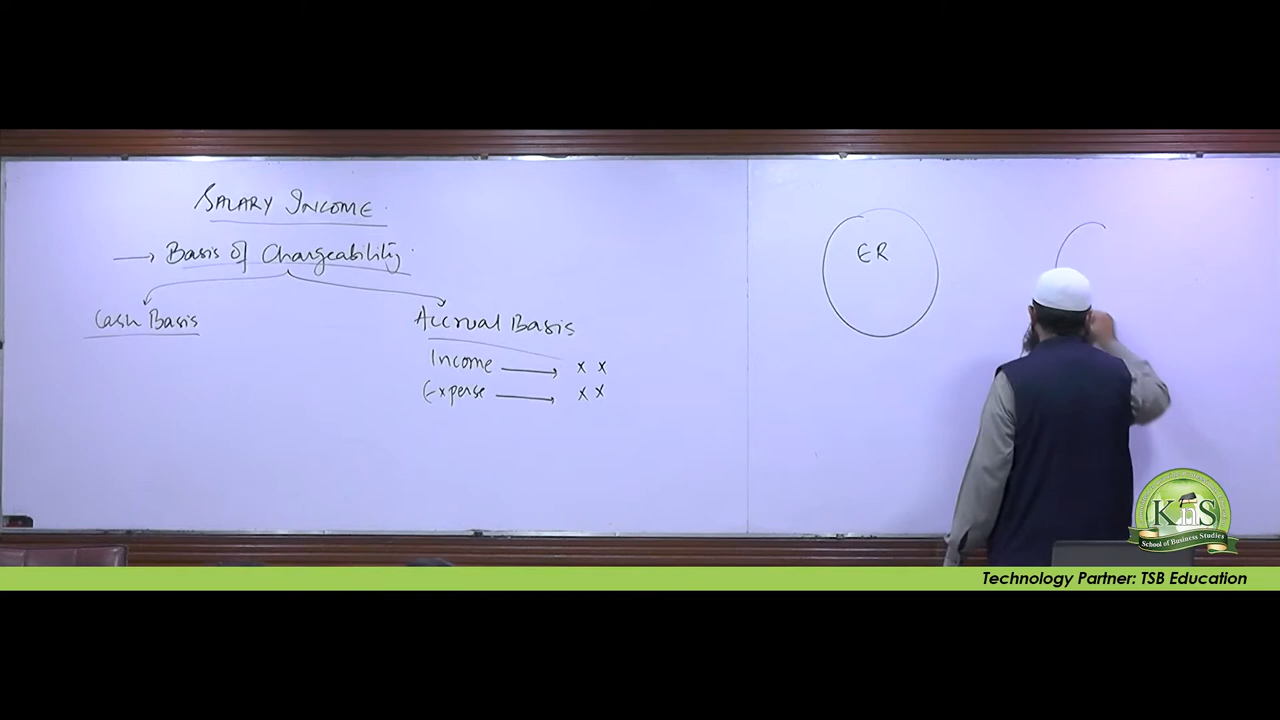 SALARY INCOME
→ Basis of Chargeability
Cash Basis
Accrual Basis
Income → x x
Expense → x x
ER
KnS
School of Business Studies
Technology Partner: TSB Education